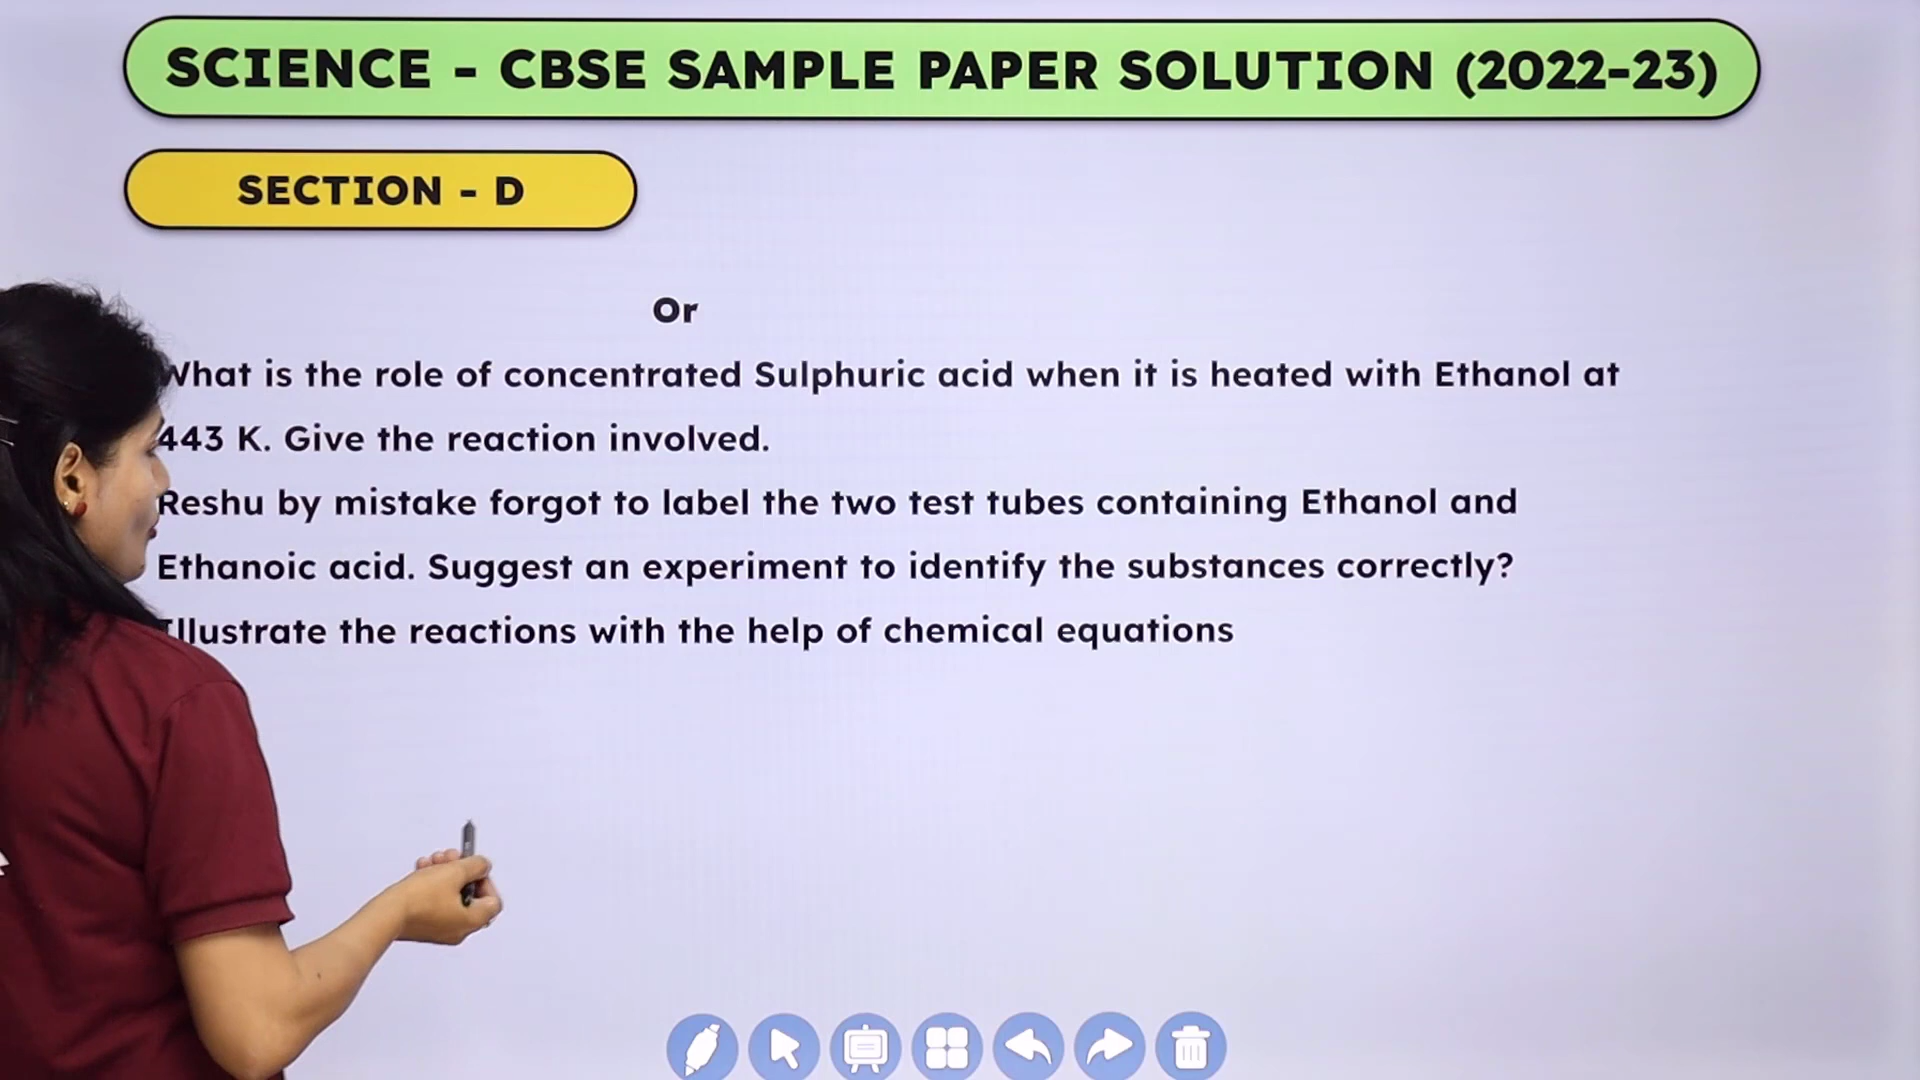 SCIENCE - CBSE SAMPLE PAPER SOLUTION (2022-23)
SECTION - D
Or
What is the role of concentrated Sulphuric acid when it is heated with Ethanol at
443 K. Give the reaction involved.
Reshu by mistake forgot to label the two test tubes containing Ethanol and
Ethanoic acid. Suggest an experiment to identify the substances correctly?
Illustrate the reactions with the help of chemical equations